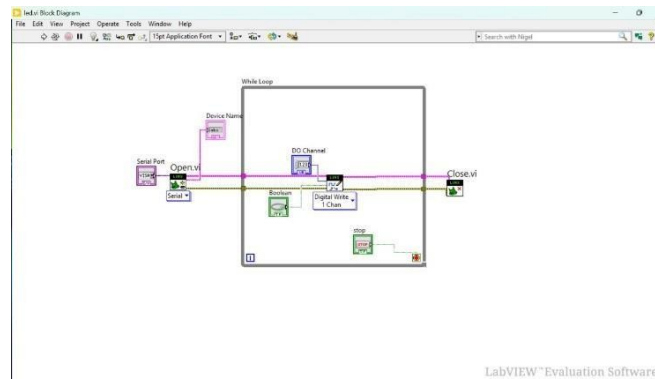 led.vi Block Diagram
File Edit View Project Operate Tools Window Help
15pt Application Font
Search with Nigel
While Loop
Device Name
Serial Port
Open.vi
Serial
DO Channel
Boolean
Digital Write
1 Chan
Close.vi
stop
STOP
i
LabVIEW™Evaluation Software